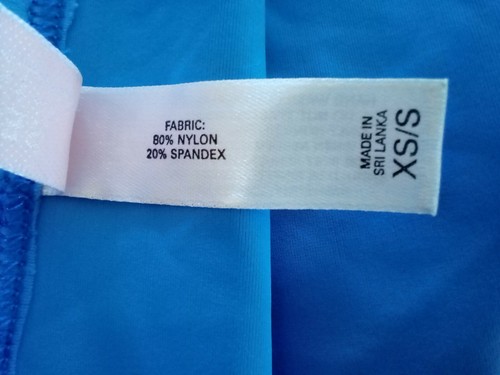 FABRIC:
80% NYLON
20% SPANDEX
MADE IN
SRI LANKA
XS/S